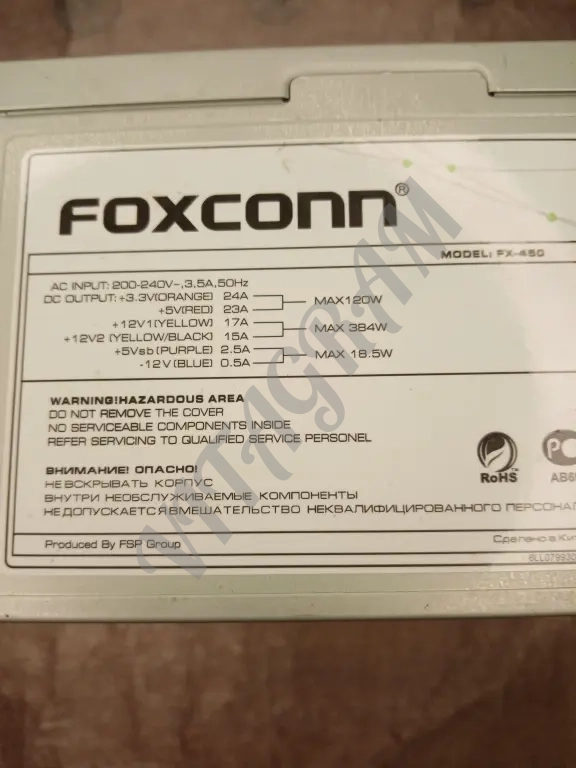 FOXCONN®
MODEL: FX-450
AC INPUT: 200-240V~,3.5A,50Hz
DC OUTPUT: +3.3V(ORANGE) 24A
+5V(RED) 23A
MAX120W
+12V1(YELLOW) 17A
+12V2 (YELLOW/BLACK) 15A
MAX 384W
+5Vsb(PURPLE) 2.5A
-12V(BLUE) 0.5A
MAX 18.5W
WARNING!HAZARDOUS AREA
DO NOT REMOVE THE COVER
NO SERVICEABLE COMPONENTS INSIDE
REFER SERVICING TO QUALIFIED SERVICE PERSONEL
ВНИМАНИЕ! ОПАСНО!
НЕ ВСКРЫВАТЬ КОРПУС
ВНУТРИ НЕОБСЛУЖИВАЕМЫЕ КОМПОНЕНТЫ
НЕ ДОПУСКАЕТСЯ ВМЕШАТЕЛЬСТВО НЕКВАЛИФИЦИРОВАННОГО ПЕРСОНАЛ
RoHS
Produced By FSP Group
Сделано в
VITAGRAM